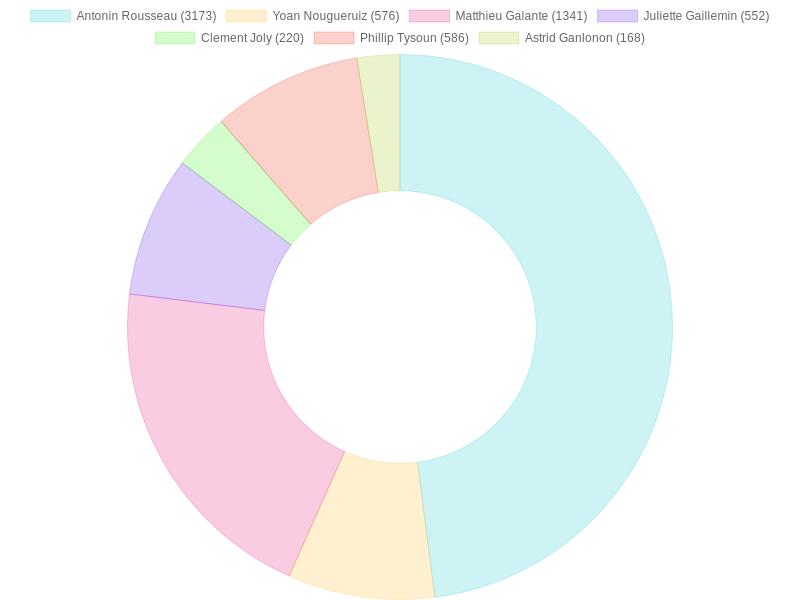 Antonin Rousseau (3173) Yoan Nougueruiz (576) Matthieu Galante (1341) Juliette Gaillemin (552)
Clement Joly (220) Phillip Tysoun (586) Astrid Ganlonon (168)